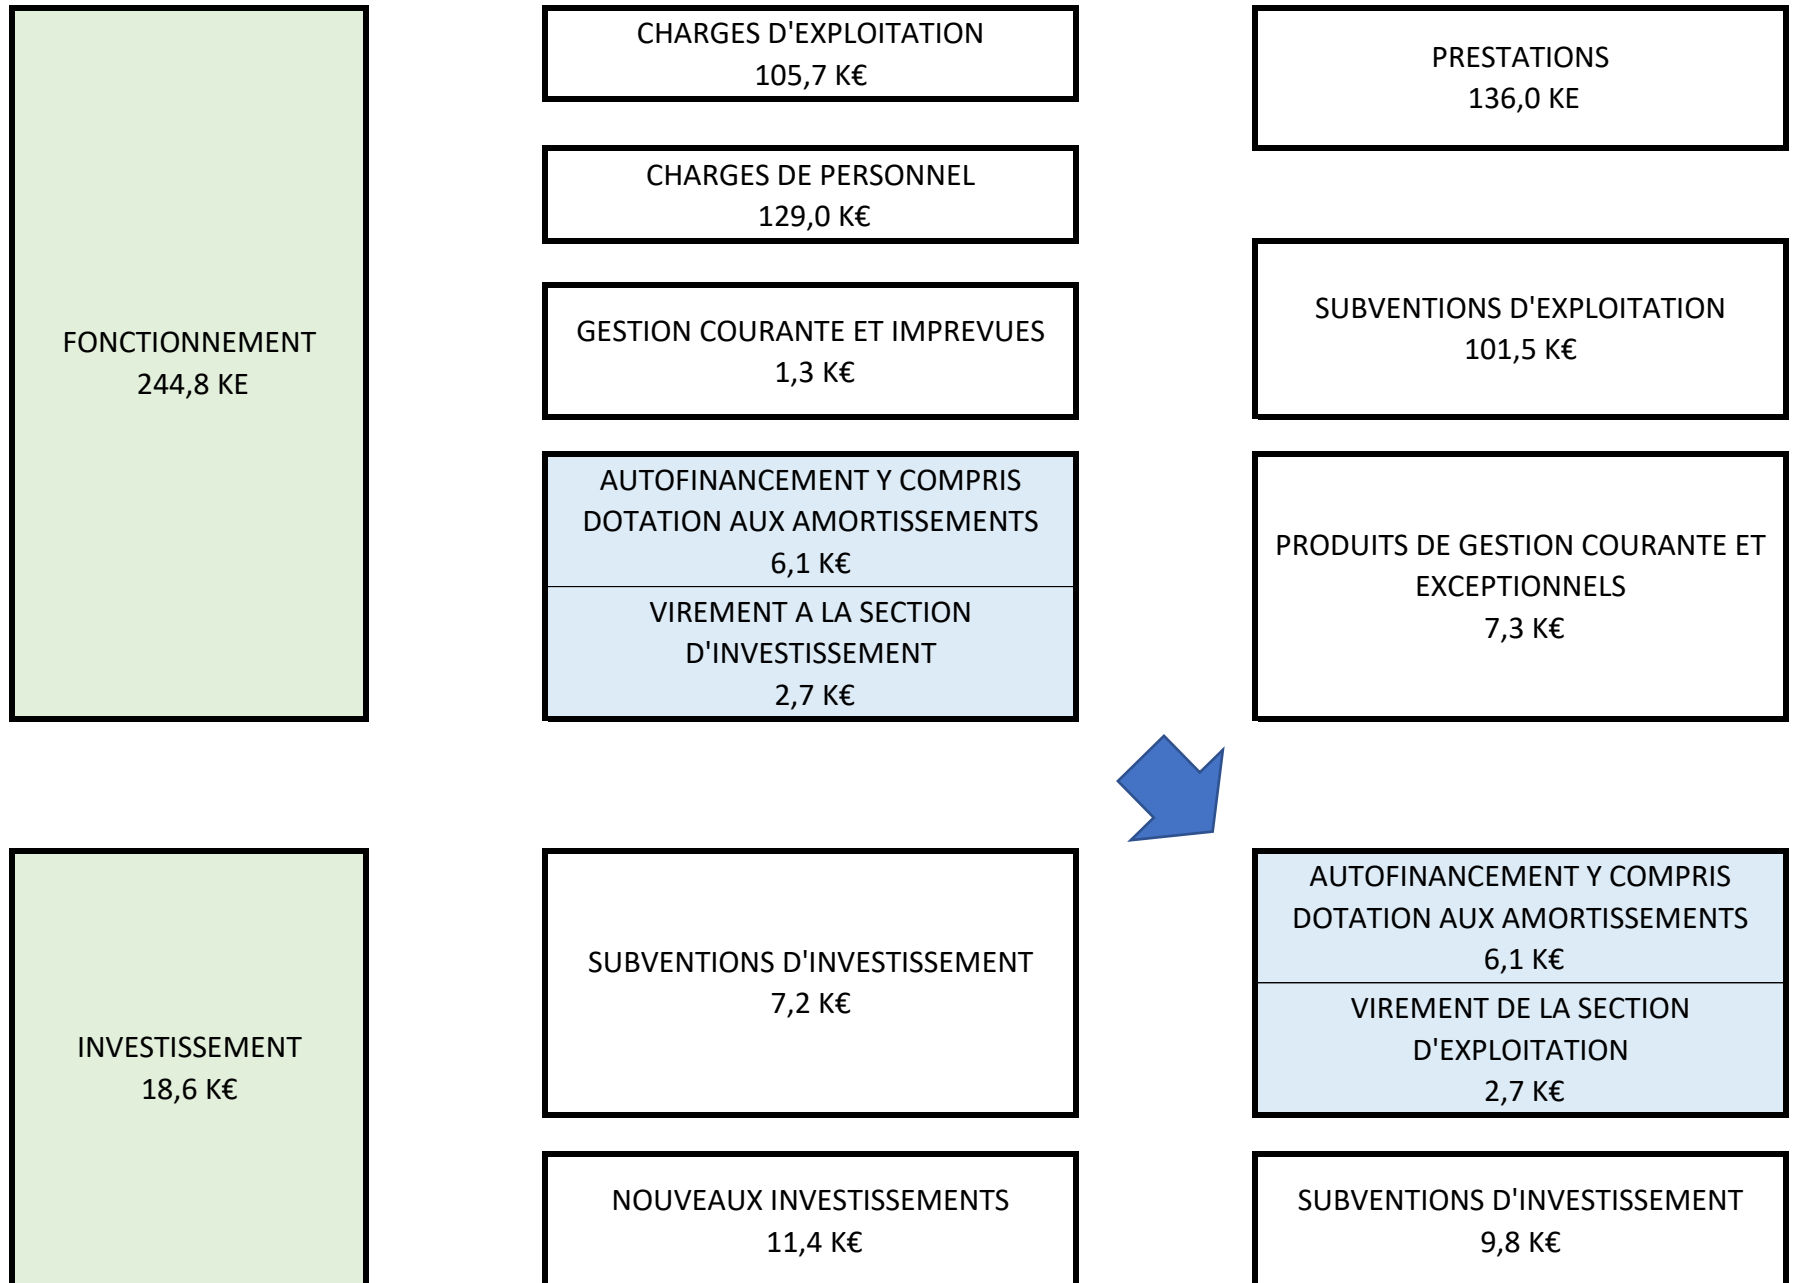 FONCTIONNEMENT
244,8 KE
CHARGES D'EXPLOITATION
105,7 K€
CHARGES DE PERSONNEL
129,0 K€
GESTION COURANTE ET IMPREVUES
1,3 K€
AUTOFINANCEMENT Y COMPRIS
DOTATION AUX AMORTISSEMENTS
6,1 K€
VIREMENT A LA SECTION
D'INVESTISSEMENT
2,7 K€
PRESTATIONS
136,0 KE
SUBVENTIONS D'EXPLOITATION
101,5 K€
PRODUITS DE GESTION COURANTE ET
EXCEPTIONNELS
7,3 K€
INVESTISSEMENT
18,6 K€
SUBVENTIONS D'INVESTISSEMENT
7,2 K€
NOUVEAUX INVESTISSEMENTS
11,4 K€
AUTOFINANCEMENT Y COMPRIS
DOTATION AUX AMORTISSEMENTS
6,1 K€
VIREMENT DE LA SECTION
D'EXPLOITATION
2,7 K€
SUBVENTIONS D'INVESTISSEMENT
9,8 K€